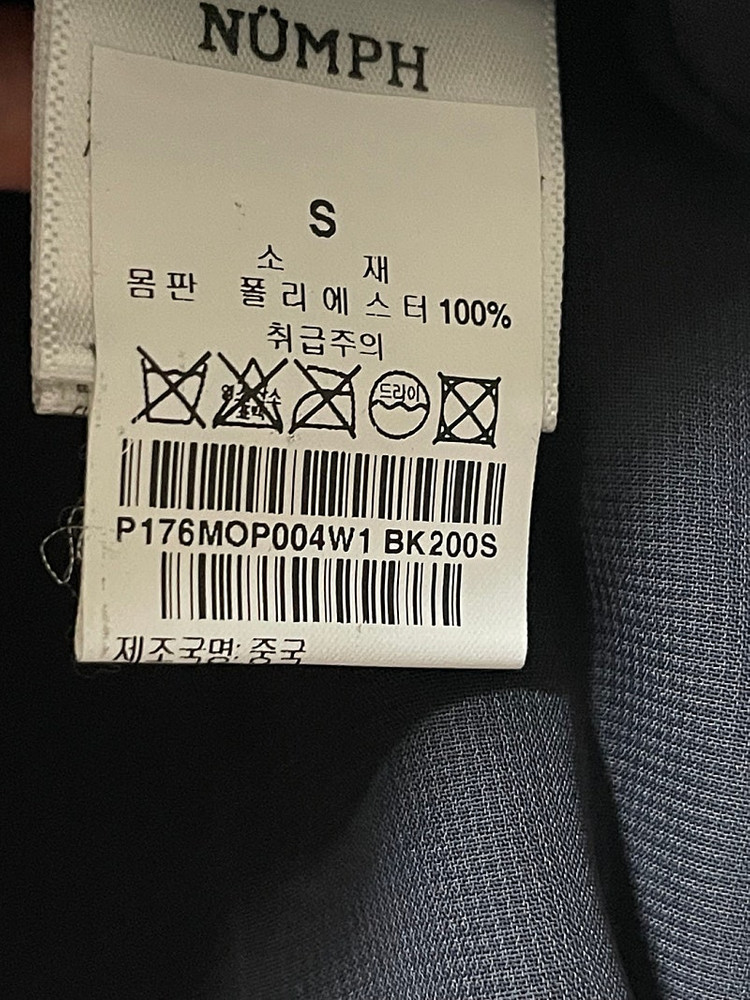 NÜMPH
S
소 재
몸판 폴리에스터 100%
취급주의
드라이
P176MOP004W1 BK200S
제조국명: 중국